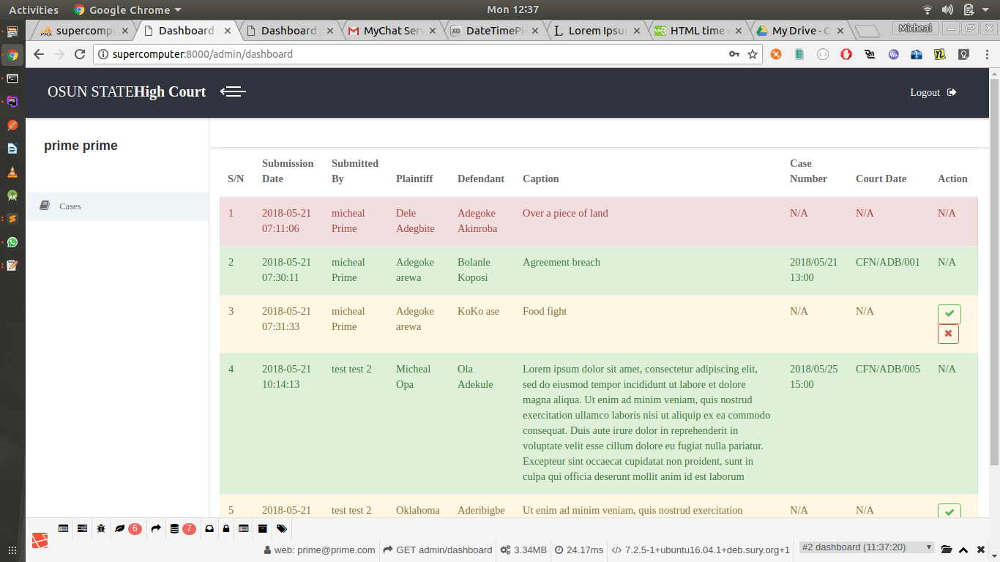 Activities Google Chrome Mon 12:37
supercompu Dashboard Dashboard MyChat Serv DateTimePi Lorem Ipsu HTML time My Drive - G Micheal
supercomputer:8000/admin/dashboard
OSUN STATEHigh Court Logout
prime prime
Cases
S/N Submission Date Submitted By Plaintiff Defendant Caption Case Number Court Date Action
1 2018-05-21 micheal Dele Adegoke Over a piece of land N/A N/A N/A
07:11:06 Prime Adegbite Akinroba
2 2018-05-21 micheal Adegoke Bolanle Agreement breach 2018/05/21 CFN/ADB/001 N/A
07:30:11 Prime arewa Koposi 13:00
3 2018-05-21 micheal Adegoke KoKo ase Food fight N/A N/A
07:31:33 Prime arewa
4 2018-05-21 test test 2 Micheal Ola Lorem ipsum dolor sit amet, consectetur adipiscing elit, 2018/05/25 CFN/ADB/005 N/A
10:14:13 Opa Adekule sed do eiusmod tempor incididunt ut labore et dolore 15:00
magna aliqua. Ut enim ad minim veniam, quis nostrud
exercitation ullamco laboris nisi ut aliquip ex ea commodo
consequat. Duis aute irure dolor in reprehenderit in
voluptate velit esse cillum dolore eu fugiat nulla pariatur.
Excepteur sint occaecat cupidatat non proident, sunt in
culpa qui officia deserunt mollit anim id est laborum
5 2018-05-21 test test 2 Oklahoma Aderibigbe Ut enim ad minim veniam, quis nostrud exercitation N/A N/A
6 7
web: prime@prime.com GET admin/dashboard 3.34MB 24.17ms 7.2.5-1+ubuntu16.04.1+deb.sury.org+1 #2 dashboard (11:37:20)